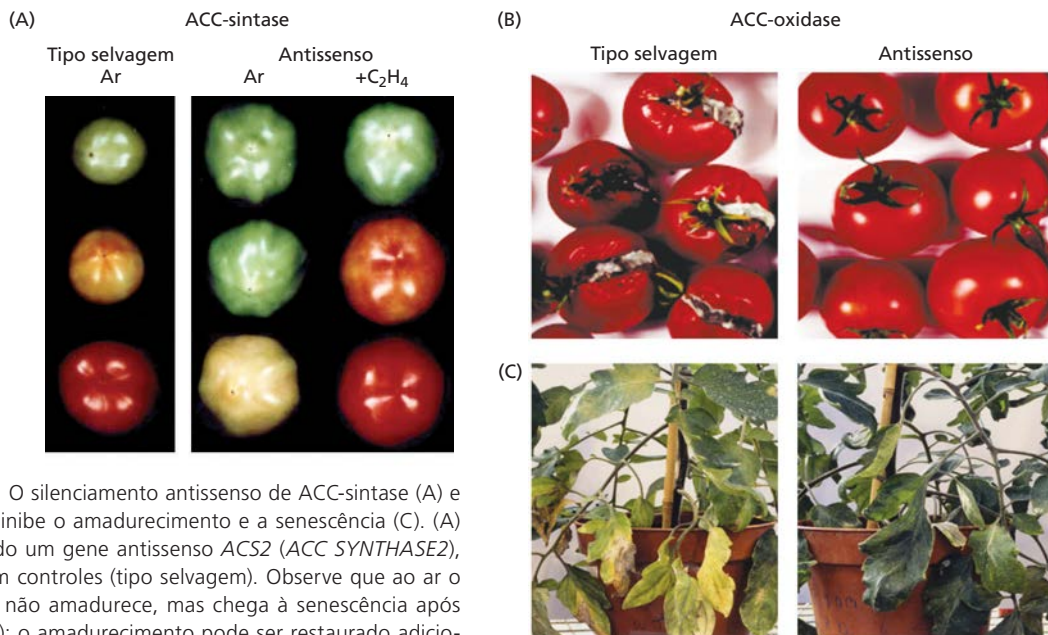 (A)
ACC-sintase
Tipo selvagem
Antissenso
Ar
Ar
+C₂H₄
(B)
ACC-oxidase
Tipo selvagem
Antissenso
(C)
O silenciamento antissenso de ACC-sintase (A) e
inibe o amadurecimento e a senescência (C). (A)
do um gene antissenso ACS2 (ACC SYNTHASE2),
m controles (tipo selvagem). Observe que ao ar o
não amadurece, mas chega à senescência após
); o amadurecimento pode ser restaurado adicio-